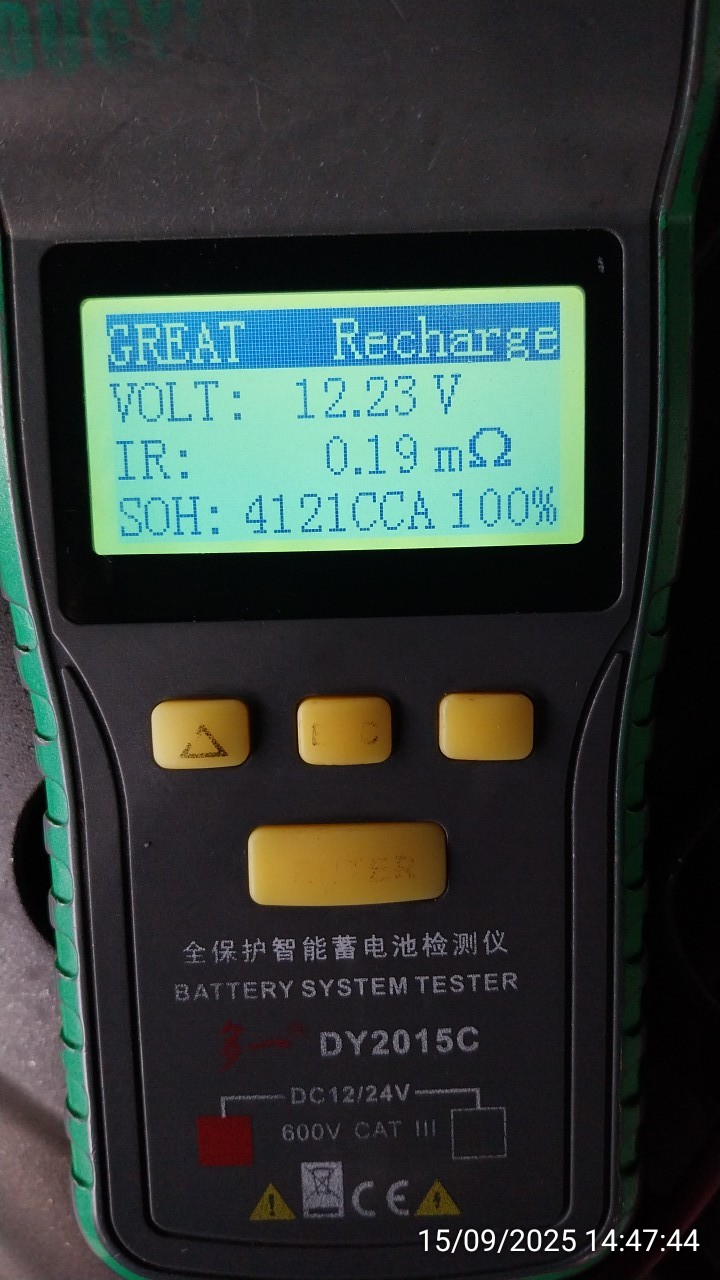 GREAT Recharge
VOLT: 12.23 V
IR: 0.19 mΩ
SOH: 4121CCA 100%
全保护智能蓄电池检测仪
BATTERY SYSTEM TESTER
DY2015C
DC12/24V
600V CAT III
CE
15/09/2025 14:47:44